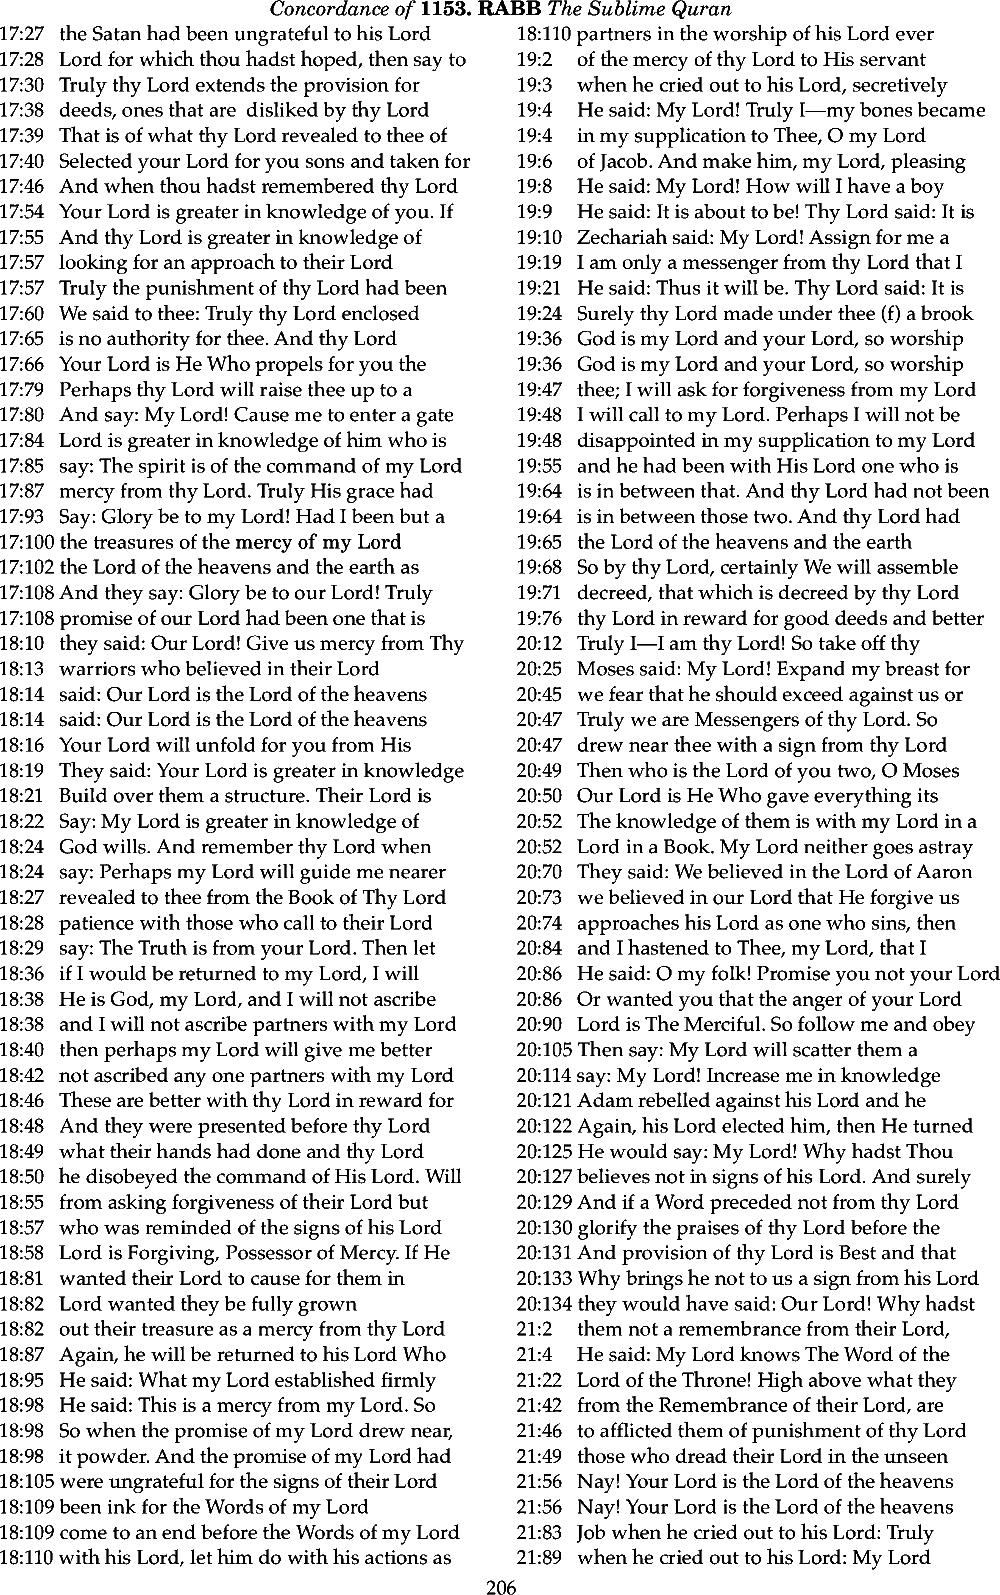 Concordance of 1153. RABB The Sublime Quran
17:27 the Satan had been ungrateful to his Lord
17:28 Lord for which thou hadst hoped, then say to
17:30 Truly thy Lord extends the provision for
17:38 deeds, ones that are disliked by thy Lord
17:39 That is of what thy Lord revealed to thee of
17:40 Selected your Lord for you sons and taken for
17:46 And when thou hadst remembered thy Lord
17:54 Your Lord is greater in knowledge of you. If
17:55 And thy Lord is greater in knowledge of
17:57 looking for an approach to their Lord
17:57 Truly the punishment of thy Lord had been
17:60 We said to thee: Truly thy Lord enclosed
17:65 is no authority for thee. And thy Lord
17:66 Your Lord is He Who propels for you the
17:79 Perhaps thy Lord will raise thee up to a
17:80 And say: My Lord! Cause me to enter a gate
17:84 Lord is greater in knowledge of him who is
17:85 say: The spirit is of the command of my Lord
17:87 mercy from thy Lord. Truly His grace had
17:93 Say: Glory be to my Lord! Had I been but a
17:100 the treasures of the mercy of my Lord
17:102 the Lord of the heavens and the earth as
17:108 And they say: Glory be to our Lord! Truly
17:108 promise of our Lord had been one that is
18:10 they said: Our Lord! Give us mercy from Thy
18:13 warriors who believed in their Lord
18:14 said: Our Lord is the Lord of the heavens
18:14 said: Our Lord is the Lord of the heavens
18:16 Your Lord will unfold for you from His
18:19 They said: Your Lord is greater in knowledge
18:21 Build over them a structure. Their Lord is
18:22 Say: My Lord is greater in knowledge of
18:24 God wills. And remember thy Lord when
18:24 say: Perhaps my Lord will guide me nearer
18:27 revealed to thee from the Book of Thy Lord
18:28 patience with those who call to their Lord
18:29 say: The Truth is from your Lord. Then let
18:36 if I would be returned to my Lord, I will
18:38 He is God, my Lord, and I will not ascribe
18:38 and I will not ascribe partners with my Lord
18:40 then perhaps my Lord will give me better
18:42 not ascribed any one partners with my Lord
18:46 These are better with thy Lord in reward for
18:48 And they were presented before thy Lord
18:49 what their hands had done and thy Lord
18:50 he disobeyed the command of His Lord. Will
18:55 from asking forgiveness of their Lord but
18:57 who was reminded of the signs of his Lord
18:58 Lord is Forgiving, Possessor of Mercy. If He
18:81 wanted their Lord to cause for them in
18:82 Lord wanted they be fully grown
18:82 out their treasure as a mercy from thy Lord
18:87 Again, he will be returned to his Lord Who
18:95 He said: What my Lord established firmly
18:98 He said: This is a mercy from my Lord. So
18:98 So when the promise of my Lord drew near,
18:98 it powder. And the promise of my Lord had
18:105 were ungrateful for the signs of their Lord
18:109 been ink for the Words of my Lord
18:109 come to an end before the Words of my Lord
18:110 with his Lord, let him do with his actions as
18:110 partners in the worship of his Lord ever
19:2 of the mercy of thy Lord to His servant
19:3 when he cried out to his Lord, secretively
19:4 He said: My Lord! Truly I—my bones became
19:4 in my supplication to Thee, O my Lord
19:6 of Jacob. And make him, my Lord, pleasing
19:8 He said: My Lord! How will I have a boy
19:9 He said: It is about to be! Thy Lord said: It is
19:10 Zechariah said: My Lord! Assign for me a
19:19 I am only a messenger from thy Lord that I
19:21 He said: Thus it will be. Thy Lord said: It is
19:24 Surely thy Lord made under thee (f) a brook
19:36 God is my Lord and your Lord, so worship
19:36 God is my Lord and your Lord, so worship
19:47 thee; I will ask for forgiveness from my Lord
19:48 I will call to my Lord. Perhaps I will not be
19:48 disappointed in my supplication to my Lord
19:55 and he had been with His Lord one who is
19:64 is in between that. And thy Lord had not been
19:64 is in between those two. And thy Lord had
19:65 the Lord of the heavens and the earth
19:68 So by thy Lord, certainly We will assemble
19:71 decreed, that which is decreed by thy Lord
19:76 thy Lord in reward for good deeds and better
20:12 Truly I—I am thy Lord! So take off thy
20:25 Moses said: My Lord! Expand my breast for
20:45 we fear that he should exceed against us or
20:47 Truly we are Messengers of thy Lord. So
20:47 drew near thee with a sign from thy Lord
20:49 Then who is the Lord of you two, O Moses
20:50 Our Lord is He Who gave everything its
20:52 The knowledge of them is with my Lord in a
20:52 Lord in a Book. My Lord neither goes astray
20:70 They said: We believed in the Lord of Aaron
20:73 we believed in our Lord that He forgive us
20:74 approaches his Lord as one who sins, then
20:84 and I hastened to Thee, my Lord, that I
20:86 He said: O my folk! Promise you not your Lord
20:86 Or wanted you that the anger of your Lord
20:90 Lord is The Merciful. So follow me and obey
20:105 Then say: My Lord will scatter them a
20:114 say: My Lord! Increase me in knowledge
20:121 Adam rebelled against his Lord and he
20:122 Again, his Lord elected him, then He turned
20:125 He would say: My Lord! Why hadst Thou
20:127 believes not in signs of his Lord. And surely
20:129 And if a Word preceded not from thy Lord
20:130 glorify the praises of thy Lord before the
20:131 And provision of thy Lord is Best and that
20:133 Why brings he not to us a sign from his Lord
20:134 they would have said: Our Lord! Why hadst
21:2 them not a remembrance from their Lord,
21:4 He said: My Lord knows The Word of the
21:22 Lord of the Throne! High above what they
21:42 from the Remembrance of their Lord, are
21:46 to afflicted them of punishment of thy Lord
21:49 those who dread their Lord in the unseen
21:56 Nay! Your Lord is the Lord of the heavens
21:56 Nay! Your Lord is the Lord of the heavens
21:83 Job when he cried out to his Lord: Truly
21:89 when he cried out to his Lord: My Lord
206